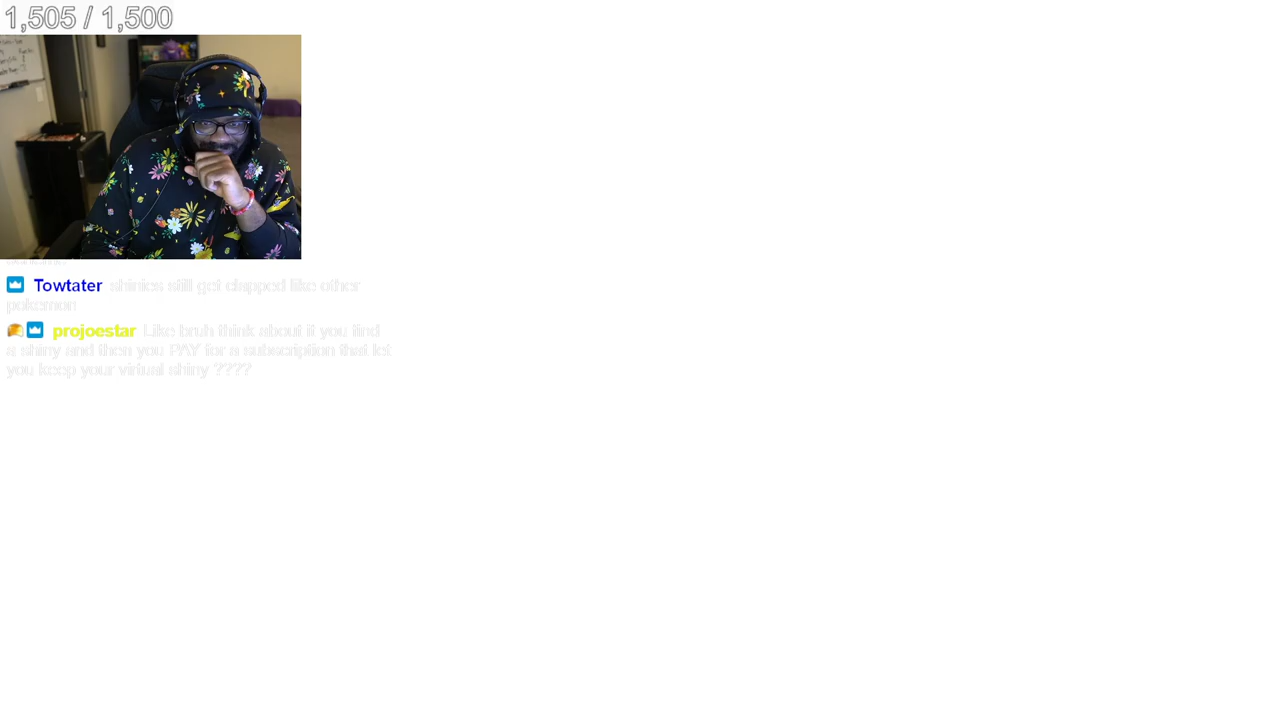 1,505 / 1,500
Towtater shinies still get clapped like other
pokemon
projoestar Like bruh think about it you find
a shiny and then you PAY for a subscription that let
you keep your virtual shiny ????